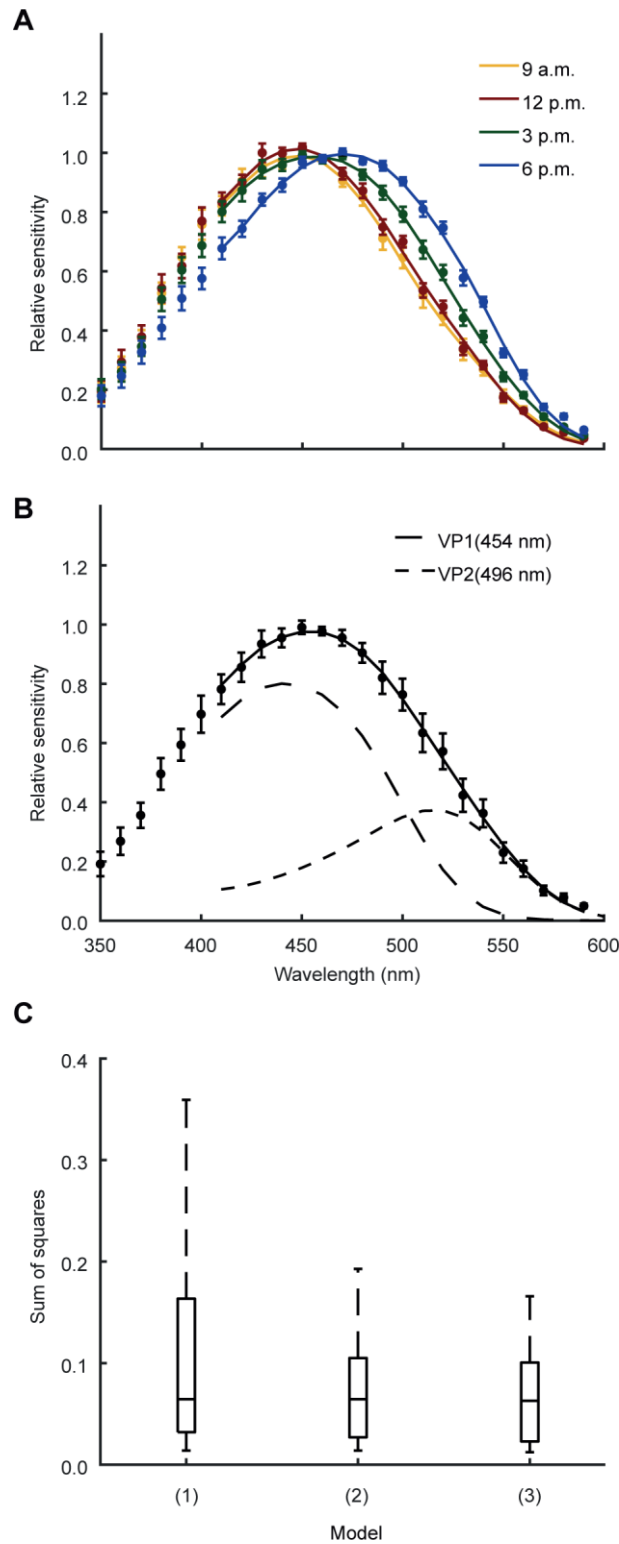 A
1.2
1.0
0.8
0.6
0.4
0.2
0.0
Relative sensitivity
9 a.m.
12 p.m.
3 p.m.
6 p.m.
B
1.2
1.0
0.8
0.6
0.4
0.2
0.0
Relative sensitivity
VP1(454 nm)
VP2(496 nm)
350 400 450 500 550 600
Wavelength (nm)
C
0.4
0.3
0.2
0.1
0.0
Sum of squares
(1) (2) (3)
Model